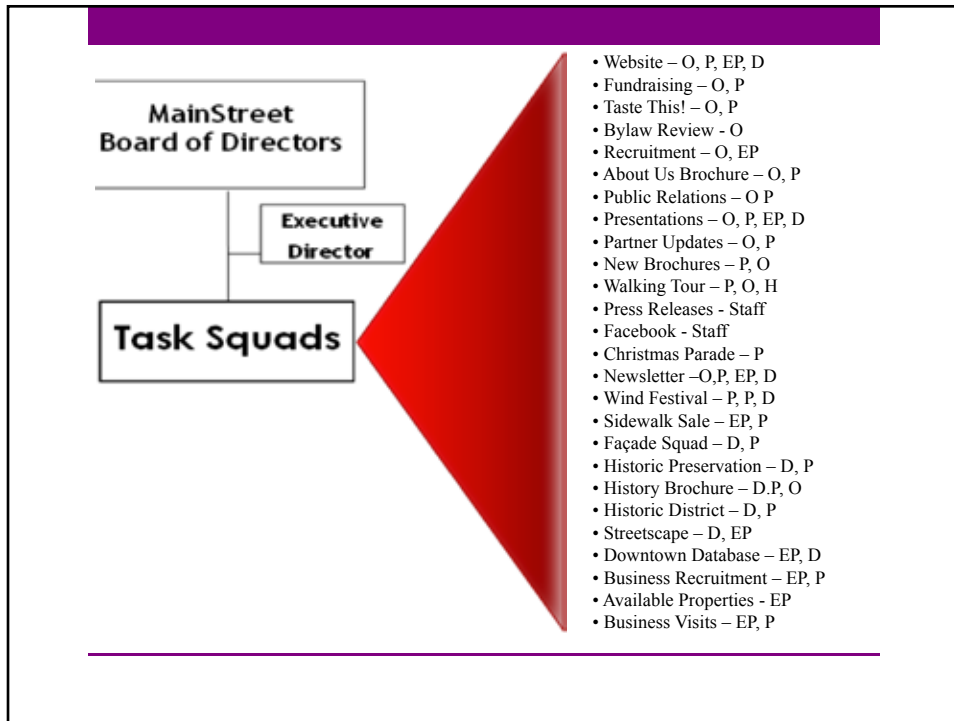 MainStreet
Board of Directors
Executive
Director
Task Squads
• Website – O, P, EP, D
• Fundraising – O, P
• Taste This! – O, P
• Bylaw Review - O
• Recruitment – O, EP
• About Us Brochure – O, P
• Public Relations – O P
• Presentations – O, P, EP, D
• Partner Updates – O, P
• New Brochures – P, O
• Walking Tour – P, O, H
• Press Releases - Staff
• Facebook - Staff
• Christmas Parade – P
• Newsletter –O,P, EP, D
• Wind Festival – P, P, D
• Sidewalk Sale – EP, P
• Façade Squad – D, P
• Historic Preservation – D, P
• History Brochure – D.P, O
• Historic District – D, P
• Streetscape – D, EP
• Downtown Database – EP, D
• Business Recruitment – EP, P
• Available Properties - EP
• Business Visits – EP, P